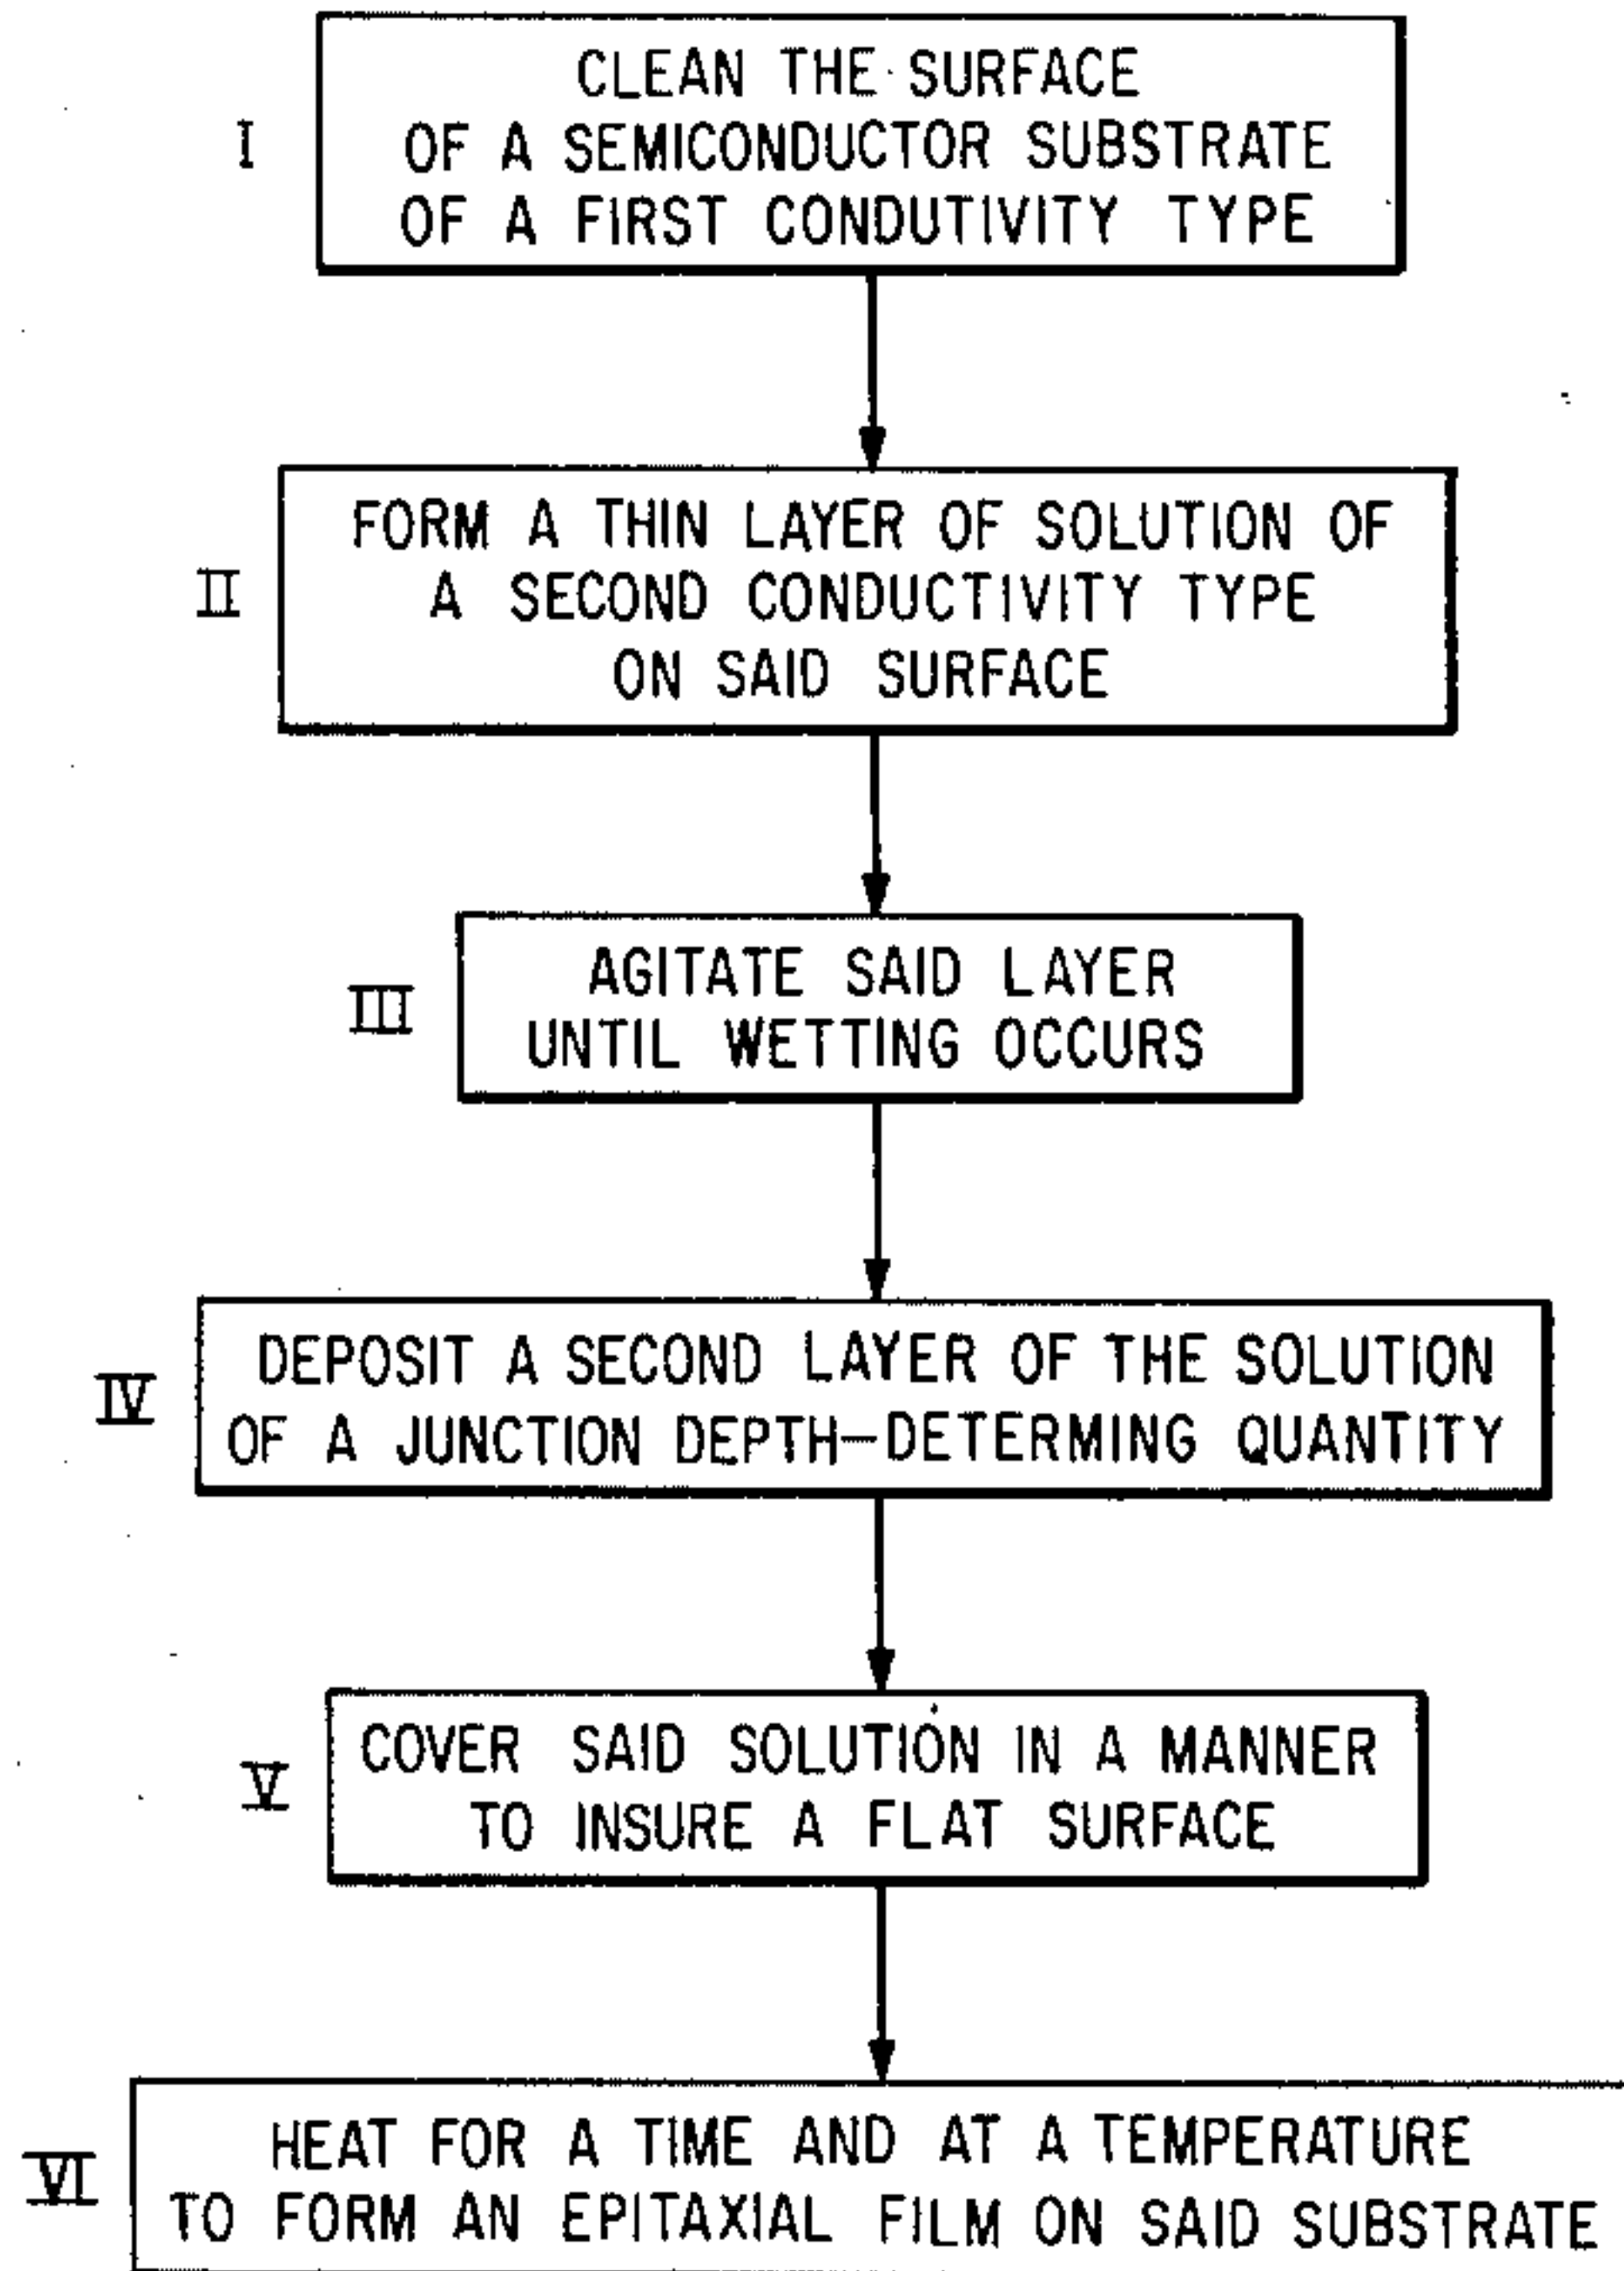 CLEAN THE SURFACE
I OF A SEMICONDUCTOR SUBSTRATE
OF A FIRST CONDUTIVITY TYPE
FORM A THIN LAYER OF SOLUTION OF
II A SECOND CONDUCTIVITY TYPE
ON SAID SURFACE
AGITATE SAID LAYER
III
UNTIL WETTING OCCURS
DEPOSIT A SECOND LAYER OF THE SOLUTION
IV
OF A JUNCTION DEPTH-DETERMING QUANTITY
COVER SAID SOLUTION IN A MANNER
V
TO INSURE A FLAT SURFACE
HEAT FOR A TIME AND AT A TEMPERATURE
VI
TO FORM AN EPITAXIAL FILM ON SAID SUBSTRATE